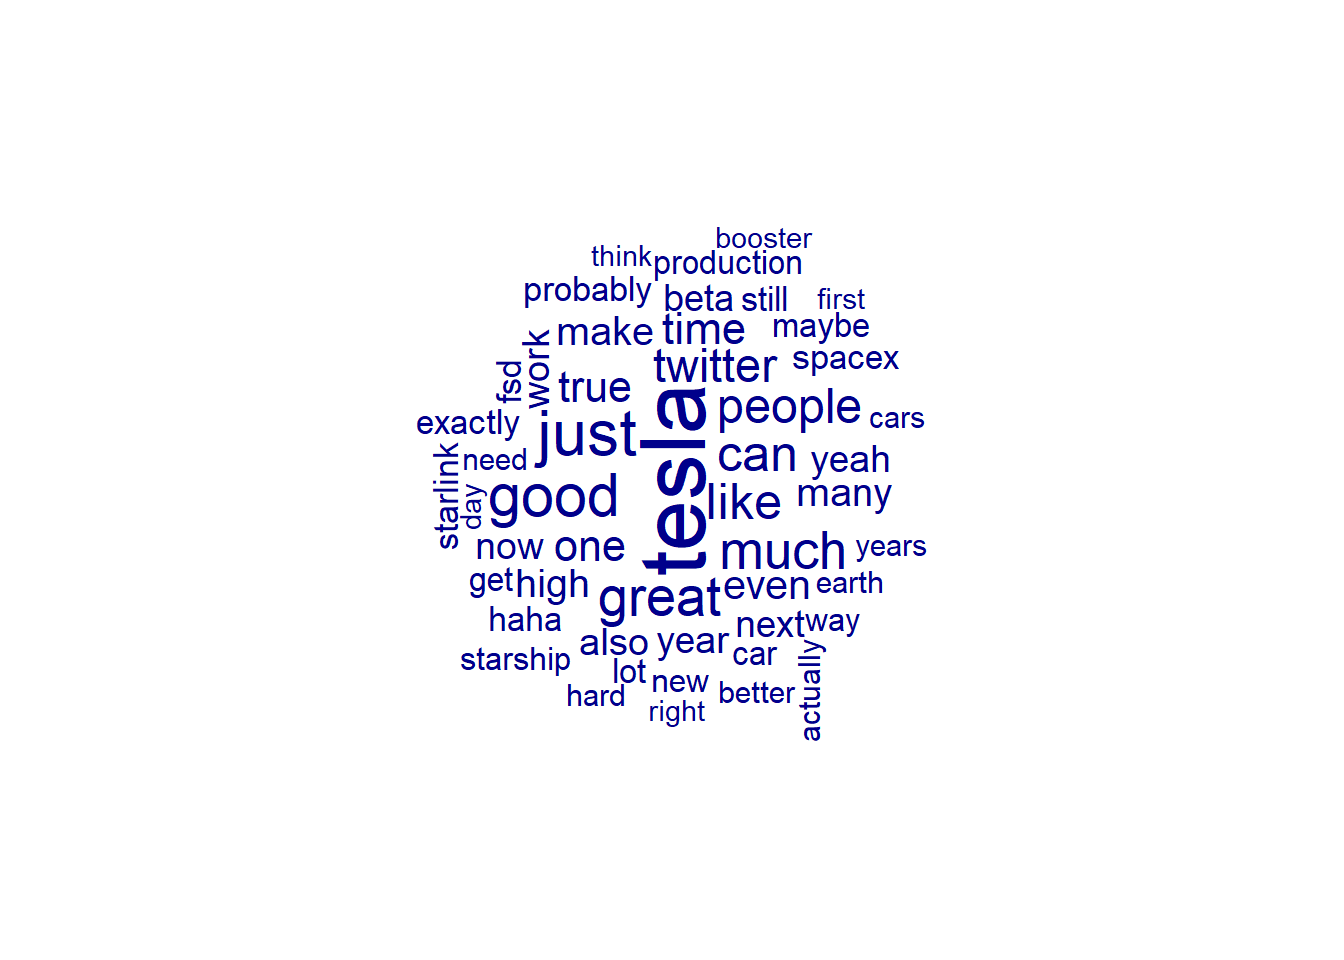 booster
think
production
probably
beta
still
first
make
time
maybe
work
twitter
spacex
fsd
true
tesla
people
cars
exactly
just
can
yeah
need
starlink
day
good
like
many
now
one
much
years
get
high
great
even
earth
haha
also
year
next
way
starship
lot
car
actually
hard
new
better
right